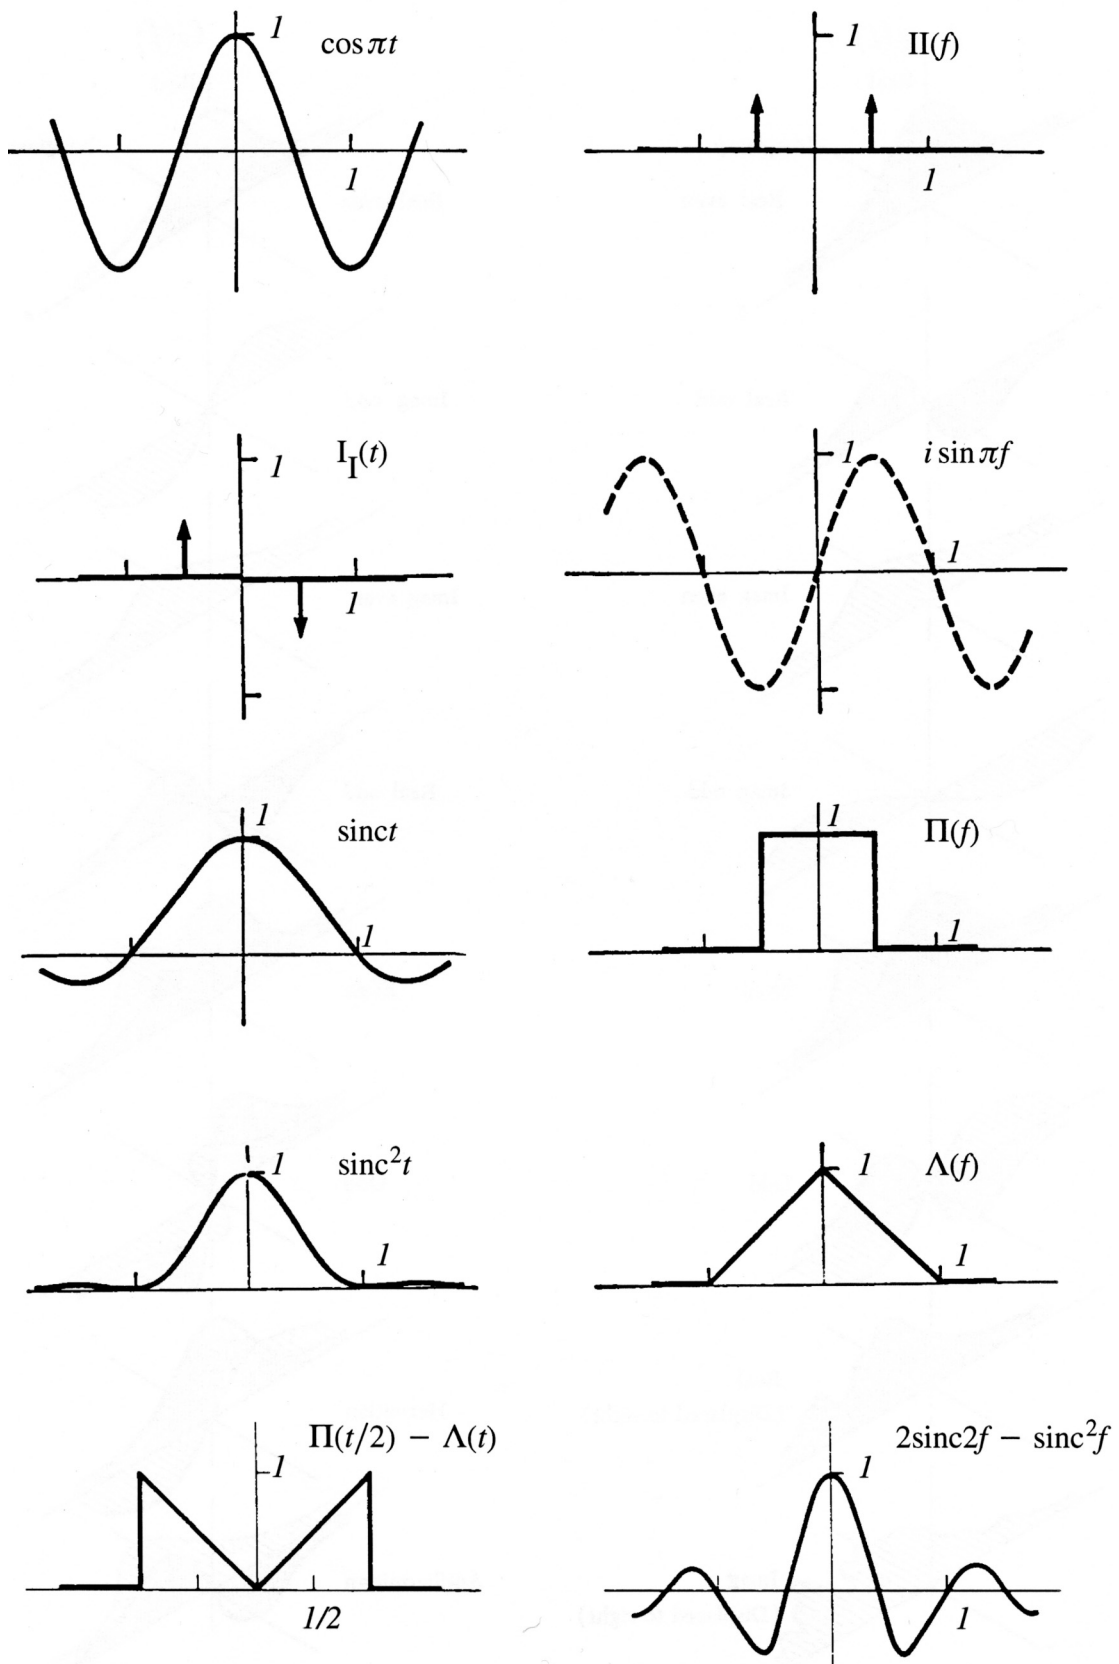 1 cos πt
1
1 II(f)
1
1 I_I(t)
1
1 i sin πf
1
1 sinct
1
1 Π(f)
1
1 sinc²t
1
1 Λ(f)
1
Π(t/2) − Λ(t)
1
1/2
2sinc2f − sinc²f
1
1